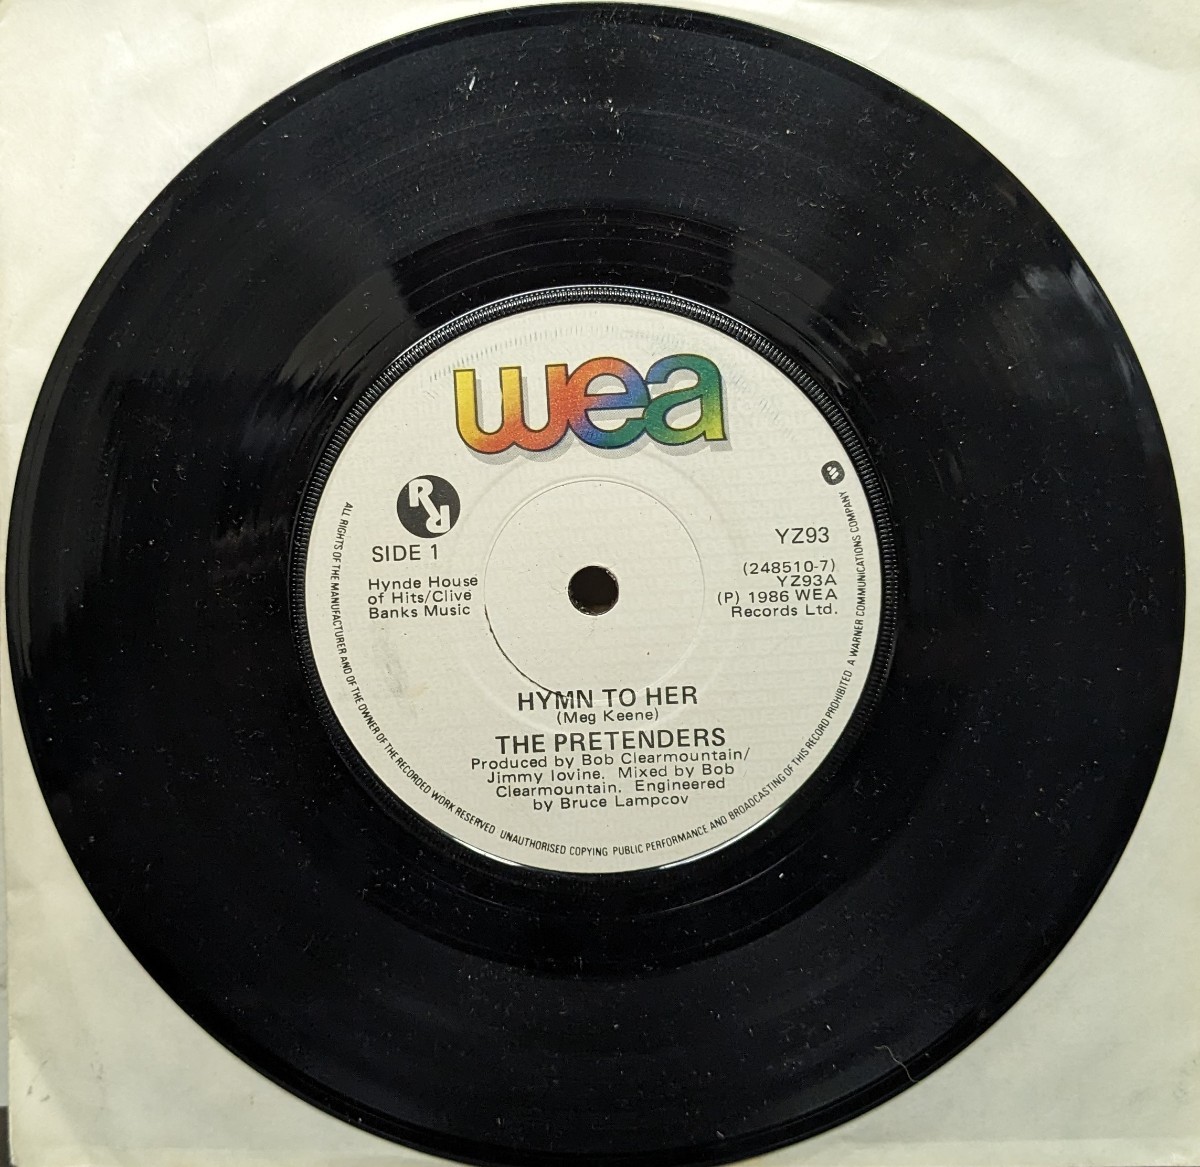 wea
R
R
SIDE 1
Hynde House
of Hits/Clive
Banks Music
YZ93
(248510-7)
YZ93A
(P) 1986 WEA
Records Ltd.
HYMN TO HER
(Meg Keene)
THE PRETENDERS
Produced by Bob Clearmountain/
Jimmy Iovine. Mixed by Bob
Clearmountain. Engineered
by Bruce Lampcov
ALL RIGHTS OF THE MANUFACTURER AND OF THE OWNER OF THE RECORDED WORK RESERVED UNAUTHORISED COPYING PUBLIC PERFORMANCE AND BROADCASTING OF THIS RECORD PROHIBITED A WARNER COMMUNICATIONS COMPANY